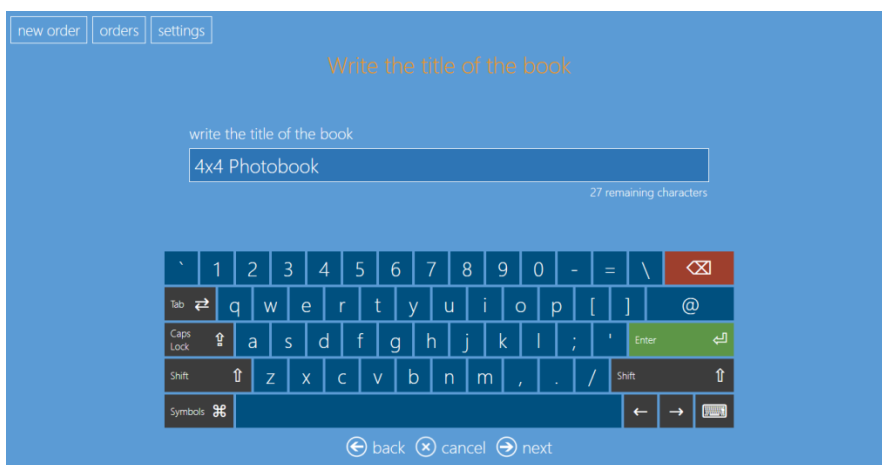 new order orders settings
Write the title of the book
write the title of the book
4x4 Photobook
27 remaining characters
` 1 2 3 4 5 6 7 8 9 0 - = \
Tab q w e r t y u i o p [ ] @
Caps Lock a s d f g h j k l ; ' Enter
Shift z x c v b n m , . / Shift
Symbols
back cancel next